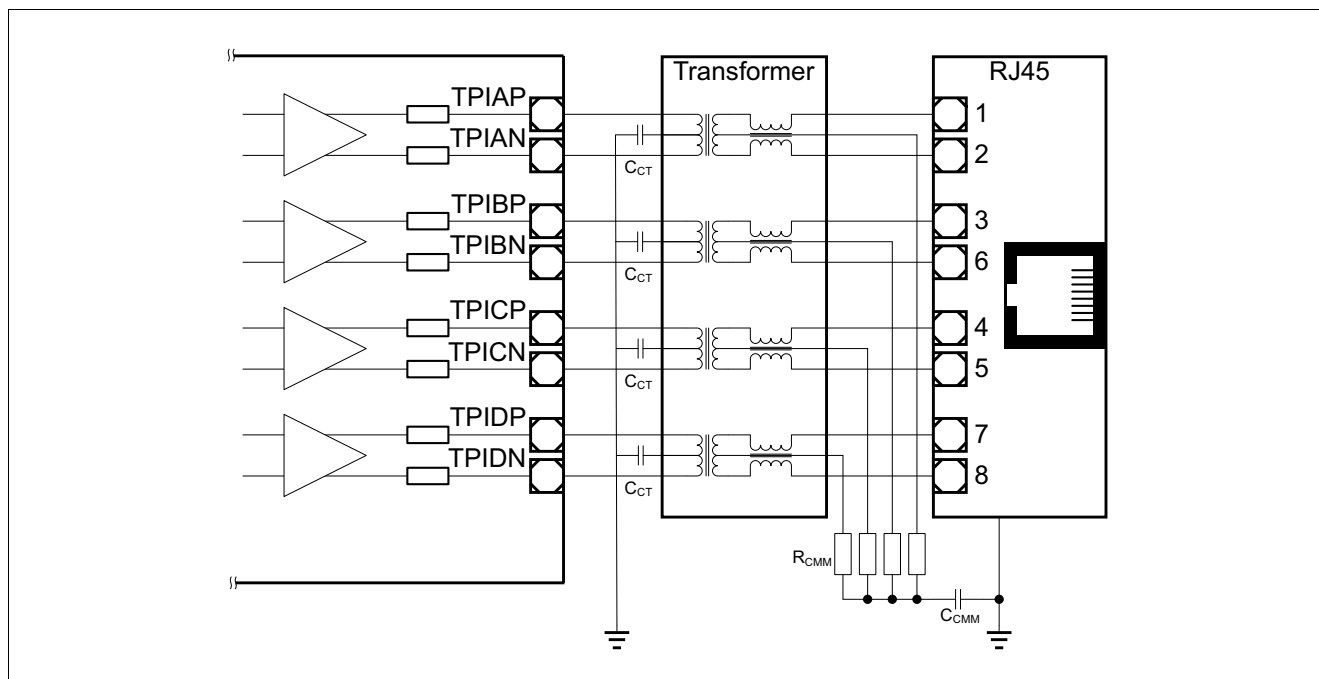 Transformer
RJ45
TPIAP
1
TPIAN
2
C_CT
TPIBP
3
TPIBN
6
C_CT
TPICP
4
TPICN
5
C_CT
TPIDP
7
TPIDN
8
C_CT
R_CMM
C_CMM